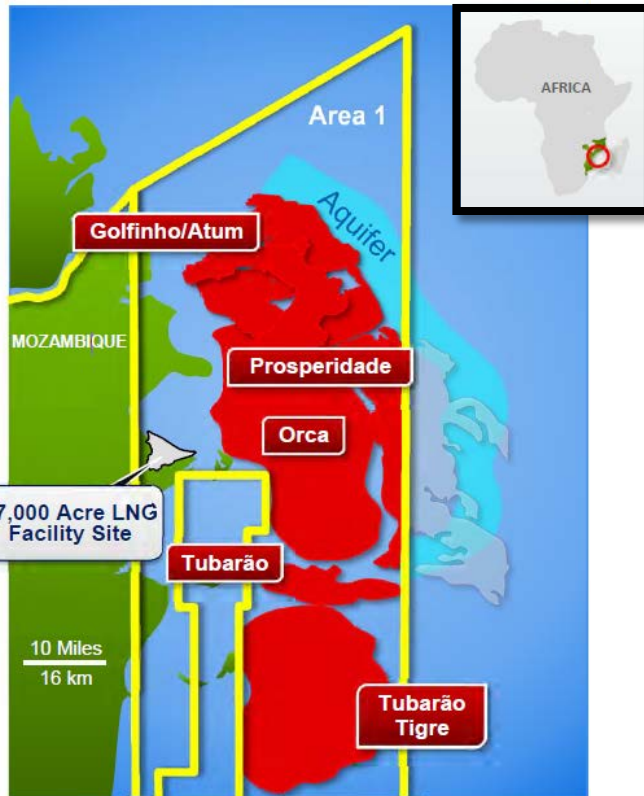 AFRICA
Area 1
Aquifer
Golfinho/Atum
MOZAMBIQUE
Prosperidade
Orca
7,000 Acre LNG
Facility Site
Tubarão
10 Miles
16 km
Tubarão
Tigre